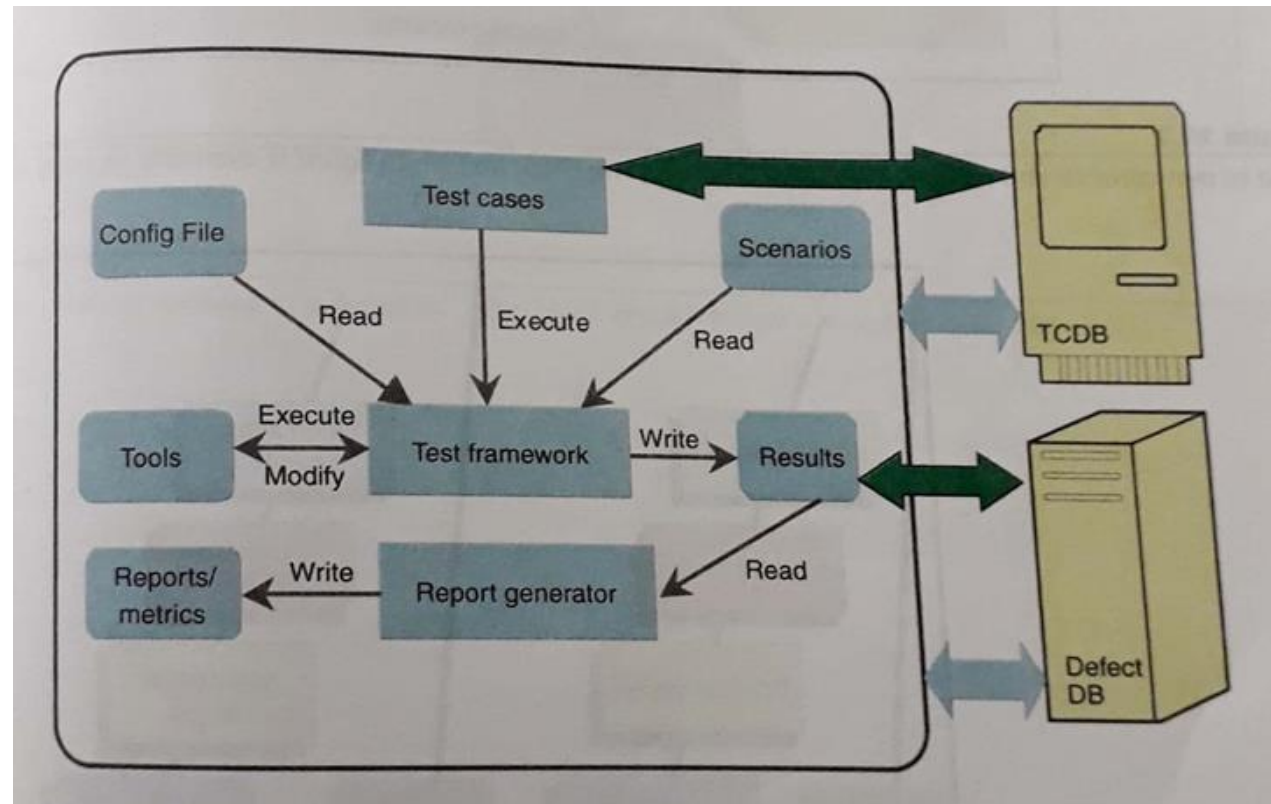 Test cases
Config File
Scenarios
Read
Execute
Read
Execute
Tools
Modify
Test framework
Write
Results
TCDB
Reports/
metrics
Write
Report generator
Read
Defect
DB